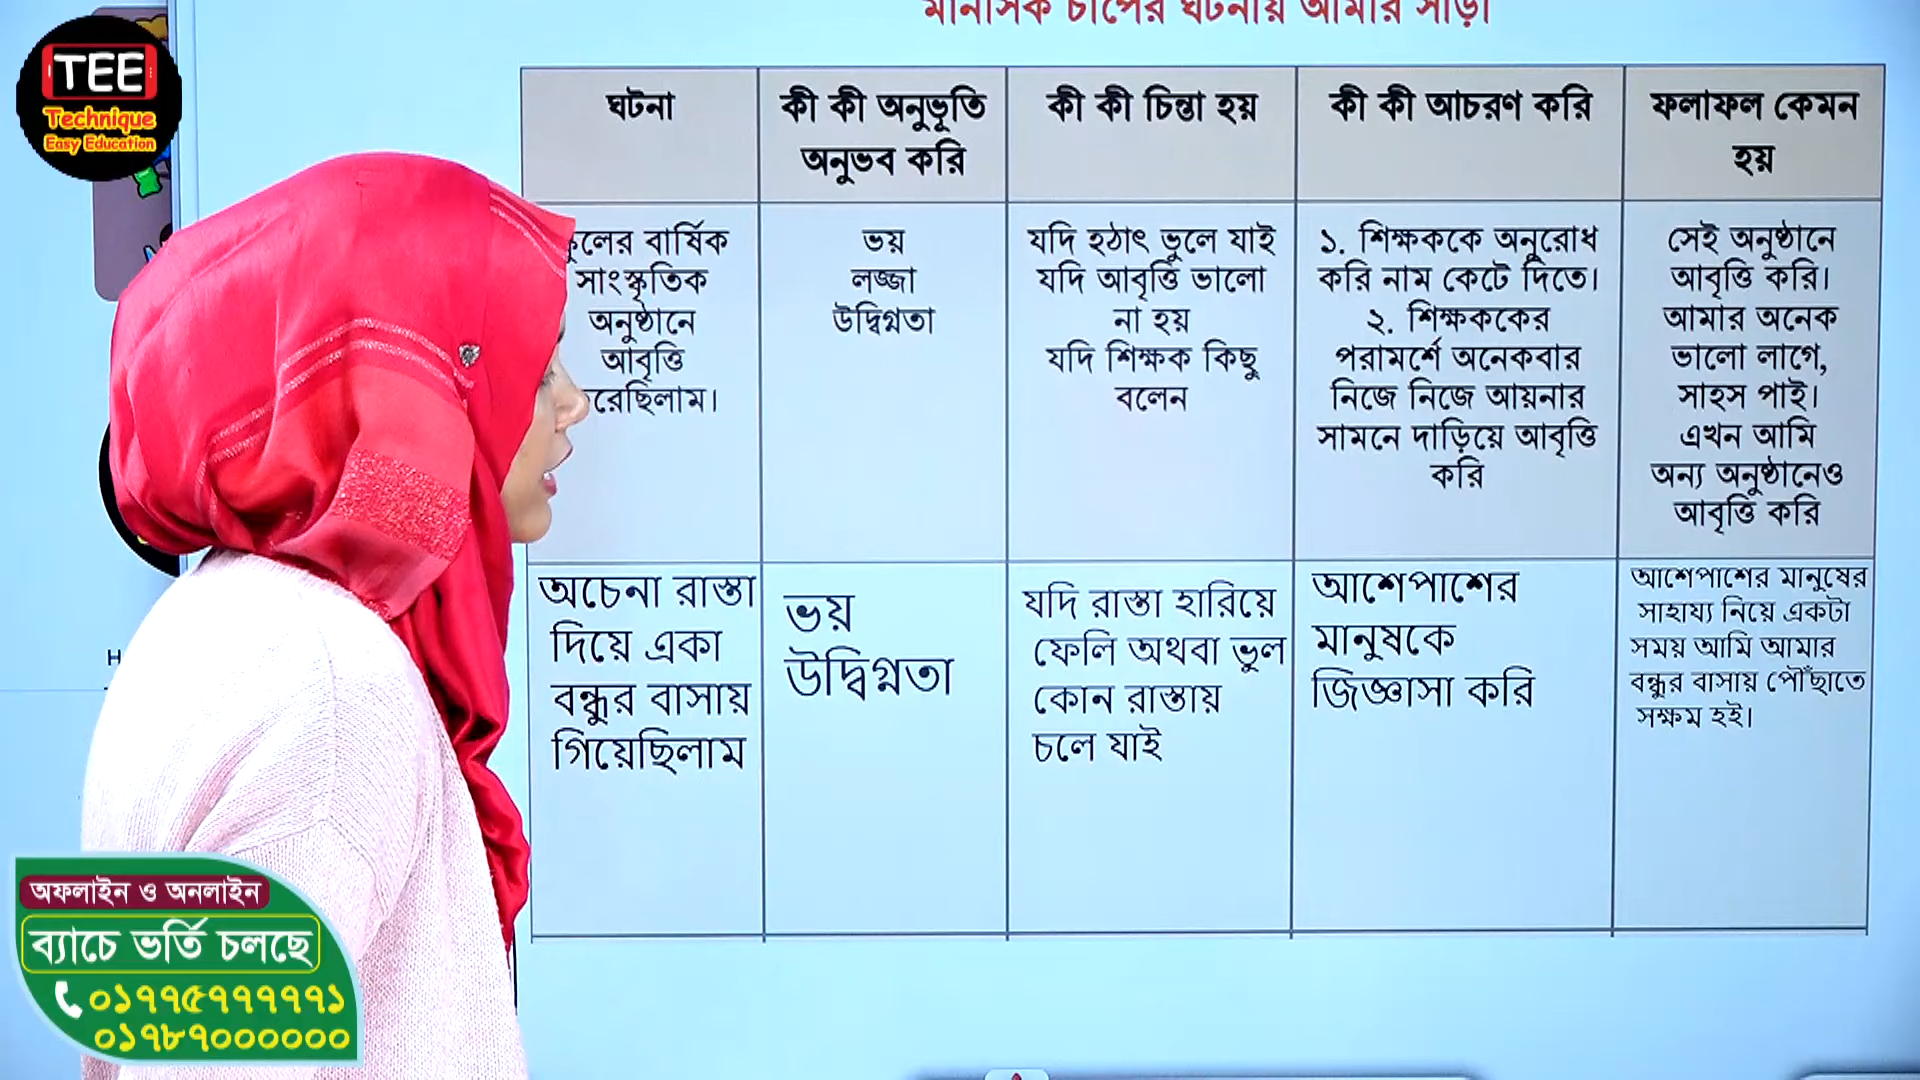 মানসিক চাপের ঘটনায় আমার সাড়া
TEE
Technique
Easy Education
ঘটনা
কী কী অনুভূতি
অনুভব করি
কী কী চিন্তা হয়
কী কী আচরণ করি
ফলাফল কেমন
হয়
বার্ষিক
সাংস্কৃতিক
অনুষ্ঠানে
আবৃত্তি
ভয়
লজ্জা
উদ্বিগ্নতা
যদি হঠাৎ ভুলে যাই
যদি আবৃত্তি ভালো
না হয়
যদি শিক্ষক কিছু
বলেন
১. শিক্ষককে অনুরোধ
করি নাম কেটে দিতে।
২. শিক্ষককের
পরামর্শে অনেকবার
নিজে নিজে আয়নার
সামনে দাড়িয়ে আবৃত্তি
করি
সেই অনুষ্ঠানে
আবৃত্তি করি।
আমার অনেক
ভালো লাগে,
সাহস পাই।
এখন আমি
অন্য অনুষ্ঠানেও
আবৃত্তি করি
অচেনা রাস্তা
দিয়ে একা
বন্ধুর বাসায়
গিয়েছিলাম
ভয়
উদ্বিগ্নতা
যদি রাস্তা হারিয়ে
ফেলি অথবা ভুল
কোন রাস্তায়
চলে যাই
আশেপাশের
মানুষকে
জিজ্ঞাসা করি
আশেপাশের মানুষের
সাহায্য নিয়ে একটা
সময় আমি আমার
বন্ধুর বাসায় পৌঁছাতে
সক্ষম হই।
অফলাইন ও অনলাইন
ব্যাচে ভর্তি চলছে
০১৭৭৫৭৭৭৭৭১
০১৭৮৭০০০০০০